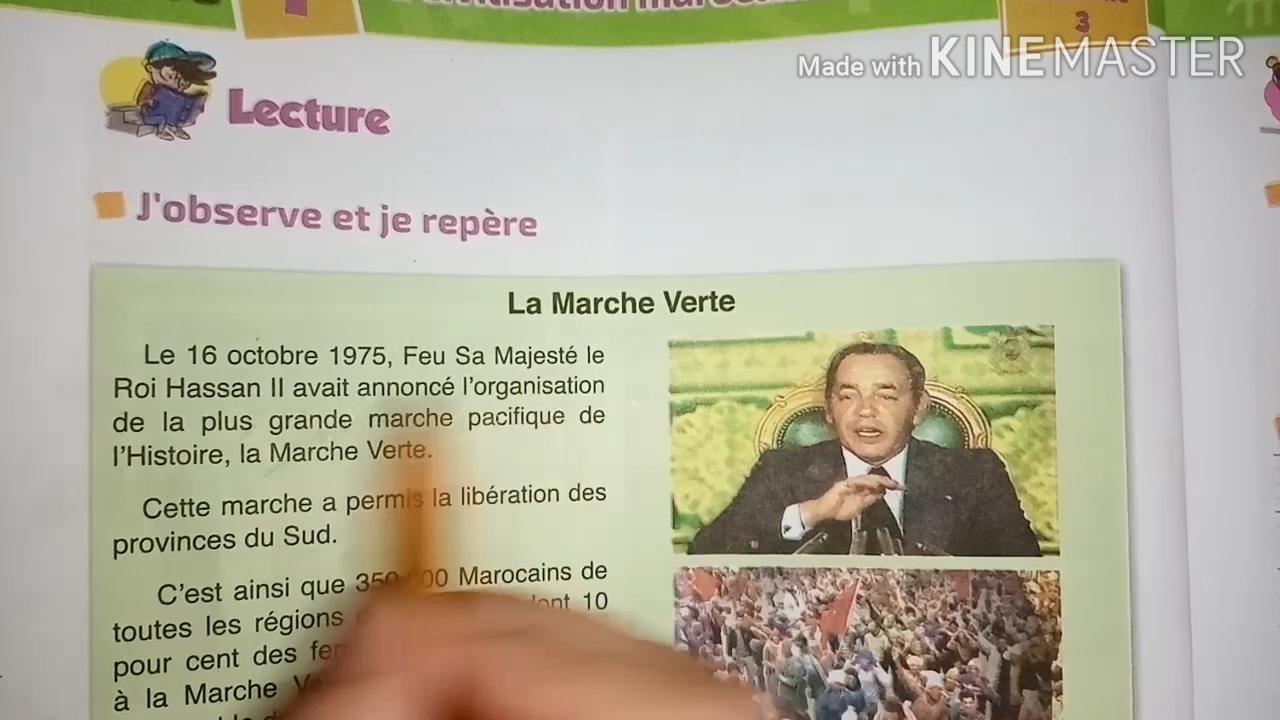 3
Made with KINEMASTER
Lecture
J'observe et je repère
La Marche Verte
Le 16 octobre 1975, Feu Sa Majesté le
Roi Hassan II avait annoncé l'organisation
de la plus grande marche pacifique de
l'Histoire, la Marche Verte.
Cette marche a permis la libération des
provinces du Sud.
C'est ainsi que Marocains de
toutes les régions 10
pour cent des
à la Marche